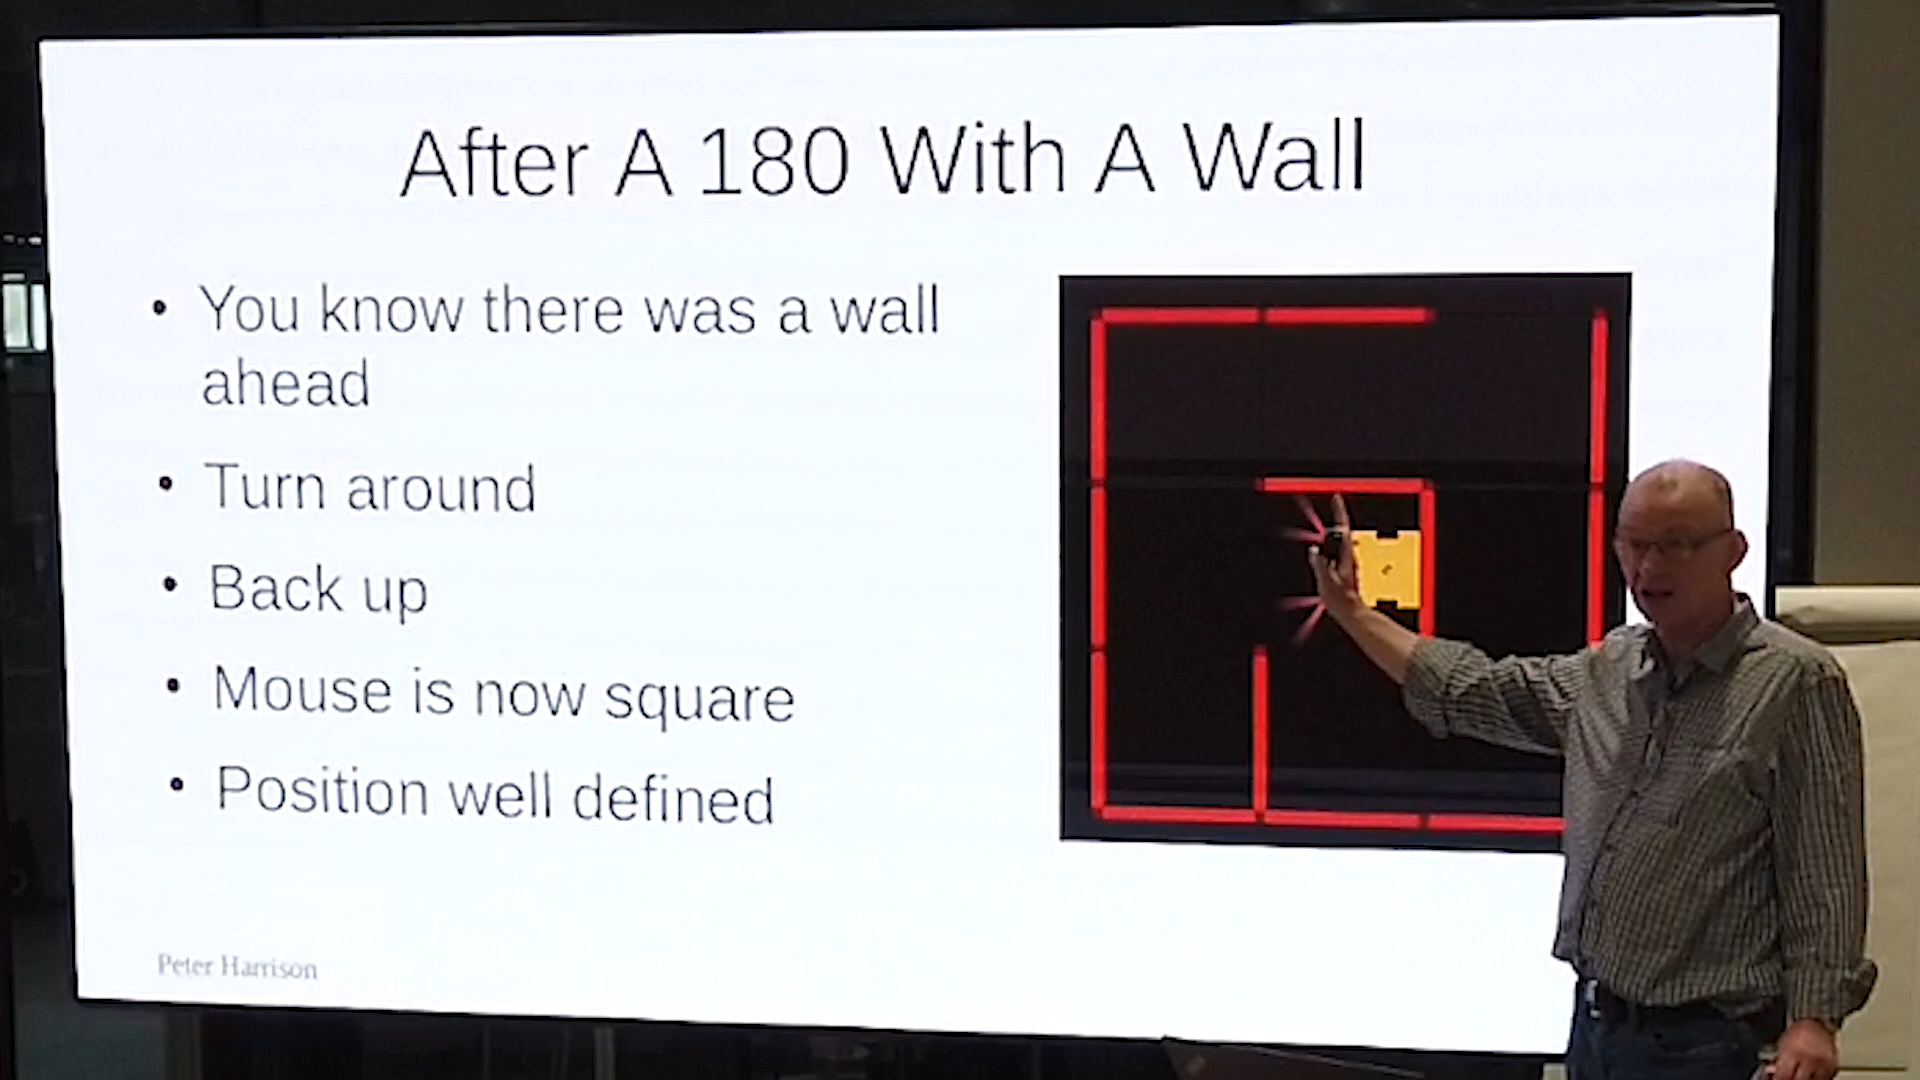 After A 180 With A Wall
• You know there was a wall
ahead
• Turn around
• Back up
• Mouse is now square
• Position well defined
Peter Harrison